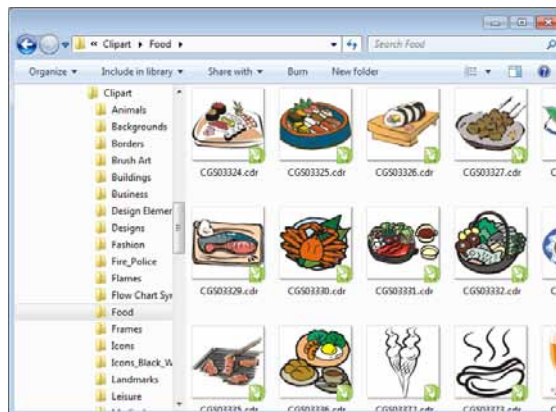 « Clipart ▸ Food ▸
Search Food
Organize ▾ Include in library ▾ Share with ▾ Burn New folder
Clipart
Animals
Backgrounds
Borders
Brush Art
Buildings
Business
Design Elemer
Designs
Fashion
Fire_Police
Flames
Flow Chart Syr
Food
Frames
Icons
Icons_Black_W
Landmarks
Leisure
CGS03324.cdr CGS03325.cdr CGS03326.cdr CGS03327.cdr
CGS03329.cdr CGS03330.cdr CGS03331.cdr CGS03332.cdr